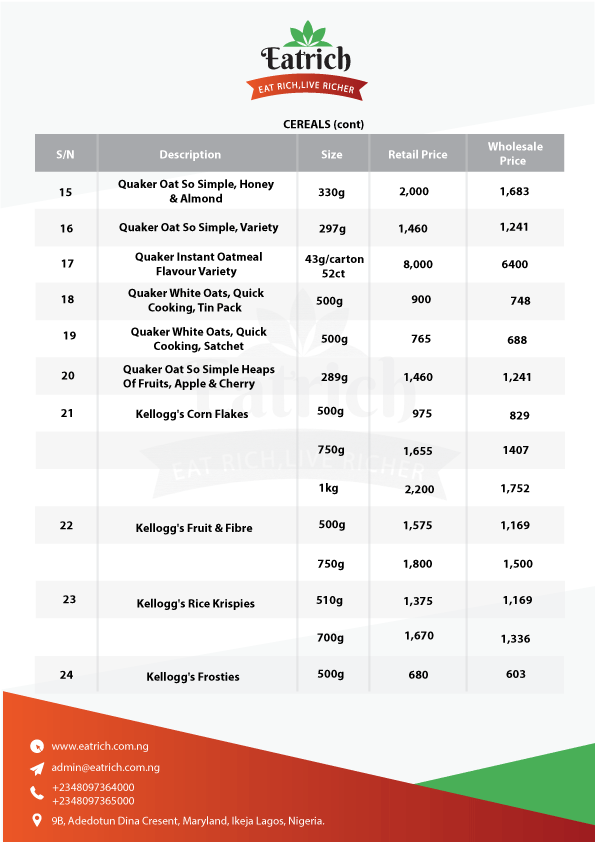 Eatrich
EAT RICH,LIVE RICHER
CEREALS (cont)
S/N Description Size Retail Price Wholesale Price
15 Quaker Oat So Simple, Honey & Almond 330g 2,000 1,683
16 Quaker Oat So Simple, Variety 297g 1,460 1,241
17 Quaker Instant Oatmeal Flavour Variety 43g/carton 52ct 8,000 6400
18 Quaker White Oats, Quick Cooking, Tin Pack 500g 900 748
19 Quaker White Oats, Quick Cooking, Satchet 500g 765 688
20 Quaker Oat So Simple Heaps Of Fruits, Apple & Cherry 289g 1,460 1,241
21 Kellogg's Corn Flakes 500g 975 829
750g 1,655 1407
1kg 2,200 1,752
22 Kellogg's Fruit & Fibre 500g 1,575 1,169
750g 1,800 1,500
23 Kellogg's Rice Krispies 510g 1,375 1,169
700g 1,670 1,336
24 Kellogg's Frosties 500g 680 603
Eatrich
EAT RICH,LIVE RICHER
www.eatrich.com.ng
admin@eatrich.com.ng
+2348097364000
+2348097365000
9B, Adedotun Dina Cresent, Maryland, Ikeja Lagos, Nigeria.